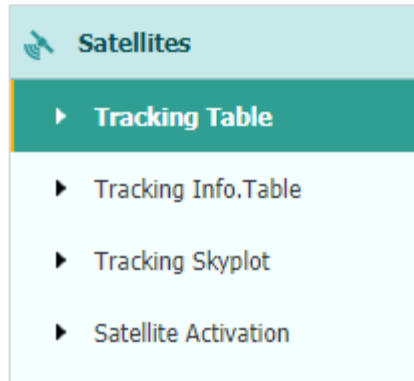 Satellites
Tracking Table
Tracking Info.Table
Tracking Skyplot
Satellite Activation